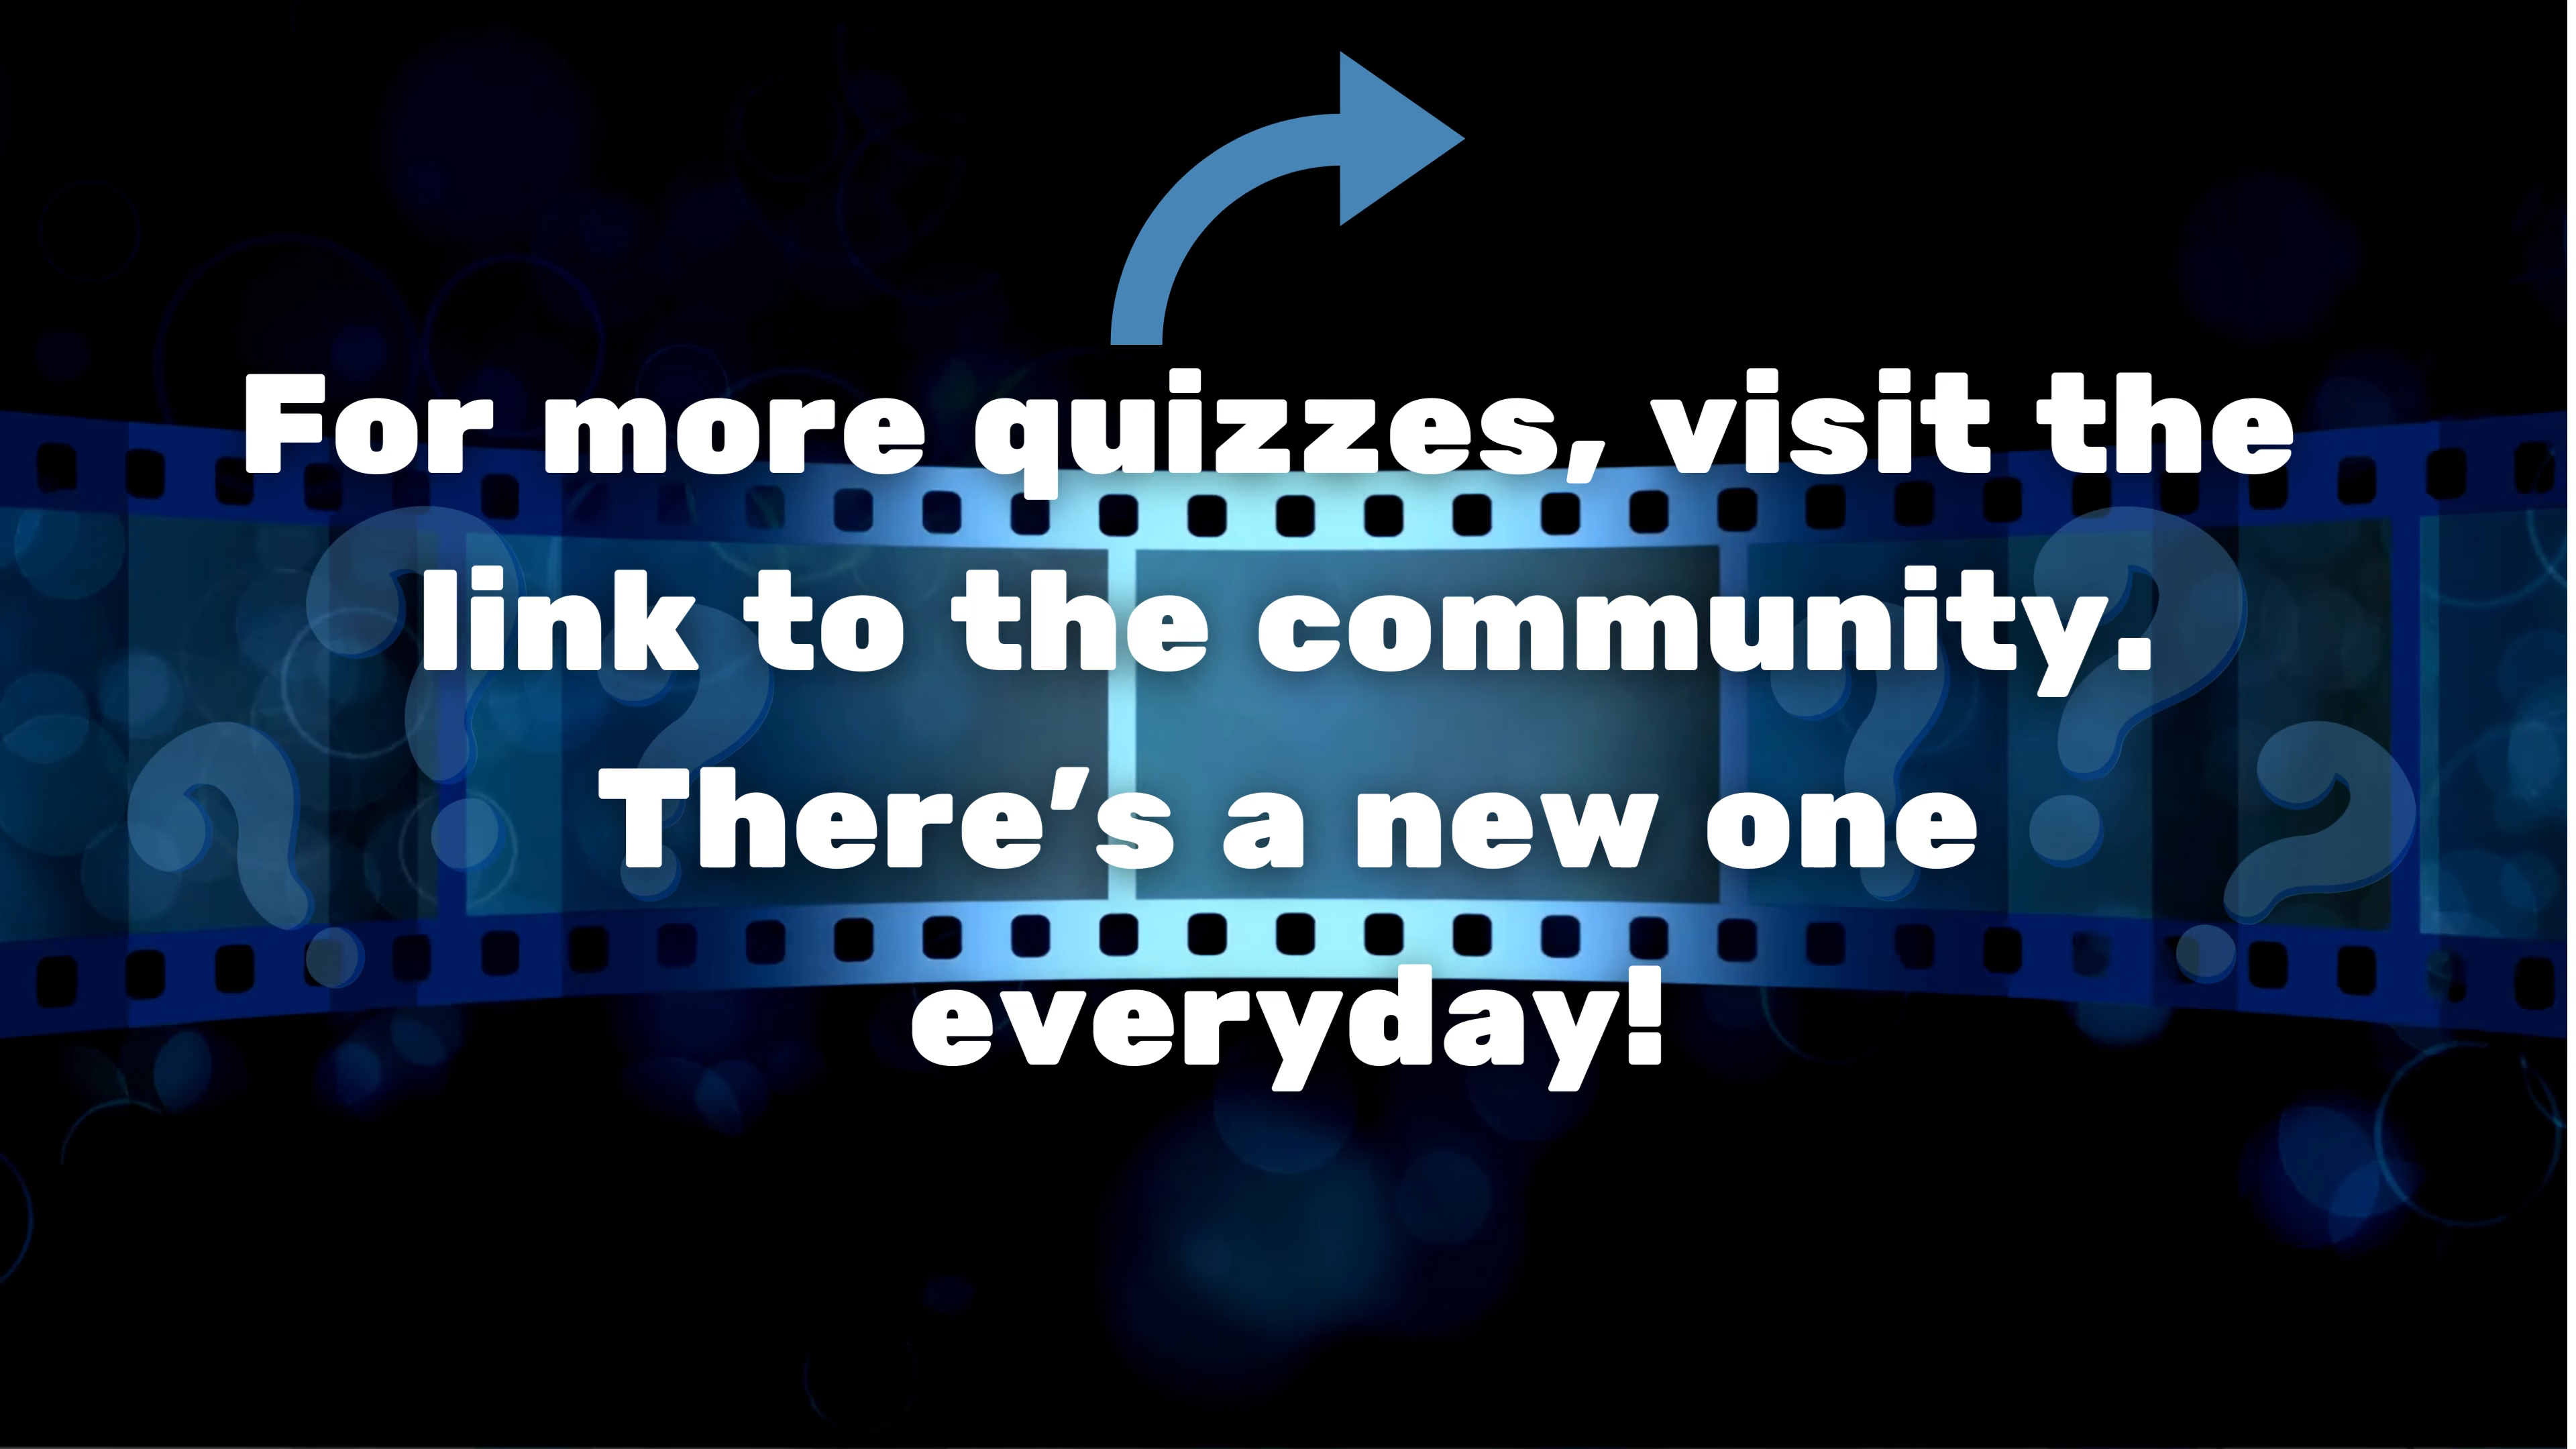 For more quizzes, visit the
link to the community.
There's a new one
everyday!